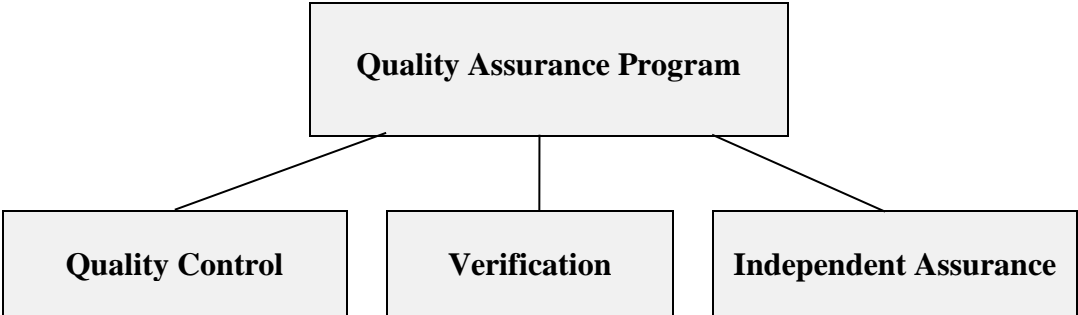 Quality Assurance Program
Quality Control
Verification
Independent Assurance